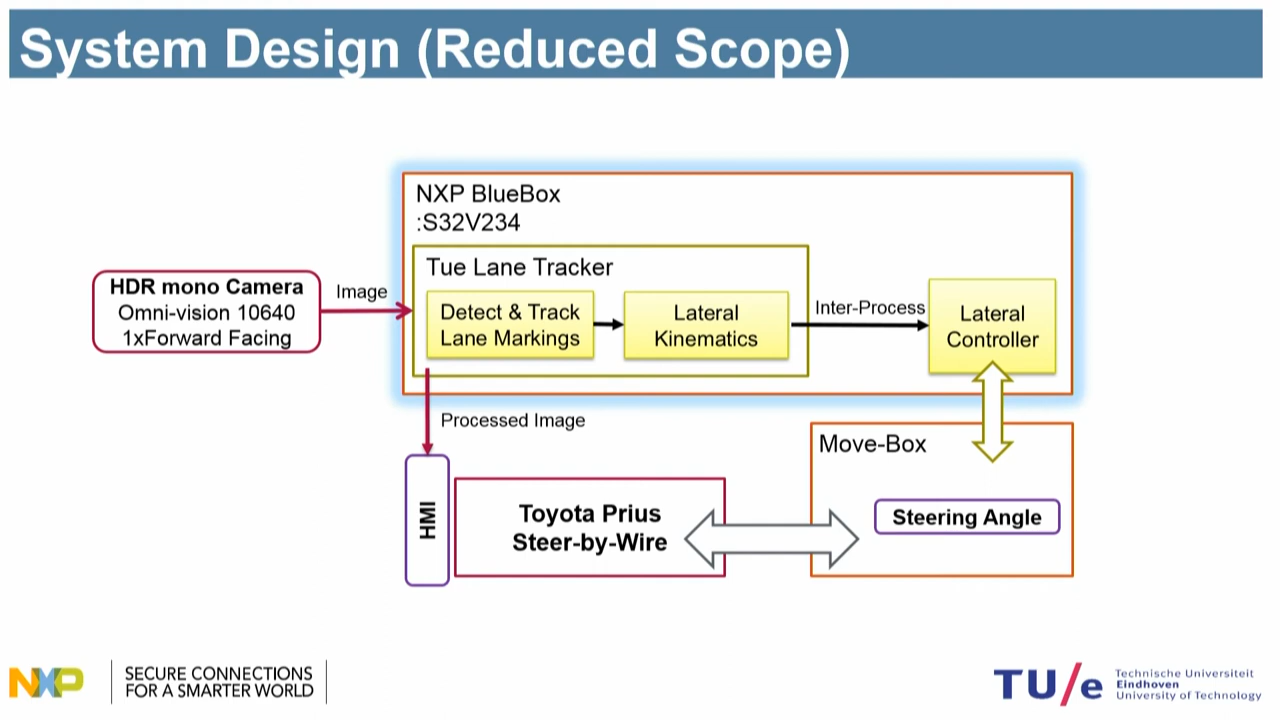 System Design (Reduced Scope)
NXP BlueBox
:S32V234
Tue Lane Tracker
HDR mono Camera
Omni-vision 10640
1xForward Facing
Image
Detect & Track
Lane Markings
Lateral
Kinematics
Inter-Process
Lateral
Controller
Processed Image
Move-Box
HMI
Toyota Prius
Steer-by-Wire
Steering Angle
NXP
SECURE CONNECTIONS
FOR A SMARTER WORLD
TU/e
Technische Universiteit
Eindhoven
University of Technology